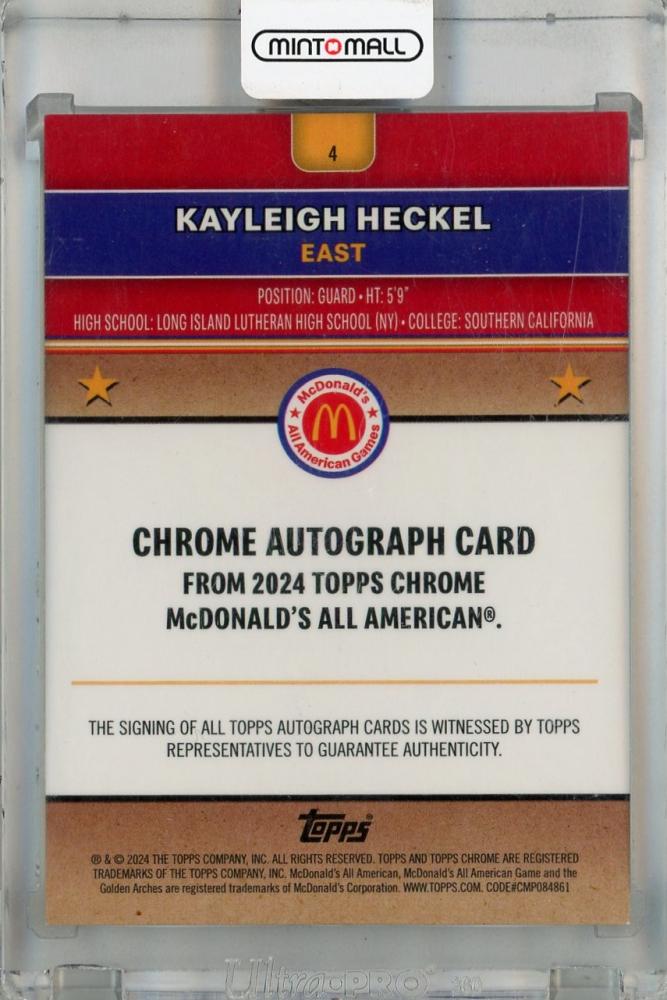 MINTMALL
4
KAYLEIGH HECKEL
EAST
POSITION: GUARD • HT: 5'9"
HIGH SCHOOL: LONG ISLAND LUTHERAN HIGH SCHOOL (NY) • COLLEGE: SOUTHERN CALIFORNIA
McDonald's
All American Games
CHROME AUTOGRAPH CARD
FROM 2024 TOPPS CHROME
McDONALD'S ALL AMERICAN®.
THE SIGNING OF ALL TOPPS AUTOGRAPH CARDS IS WITNESSED BY TOPPS
REPRESENTATIVES TO GUARANTEE AUTHENTICITY.
topps®
® & © 2024 THE TOPPS COMPANY, INC. ALL RIGHTS RESERVED. TOPPS AND TOPPS CHROME ARE REGISTERED
TRADEMARKS OF THE TOPPS COMPANY, INC. McDonald's All American, McDonald's All American Game and the
Golden Arches are registered trademarks of McDonald's Corporation. WWW.TOPPS.COM. CODE#CMP084861
Ultra•PRO